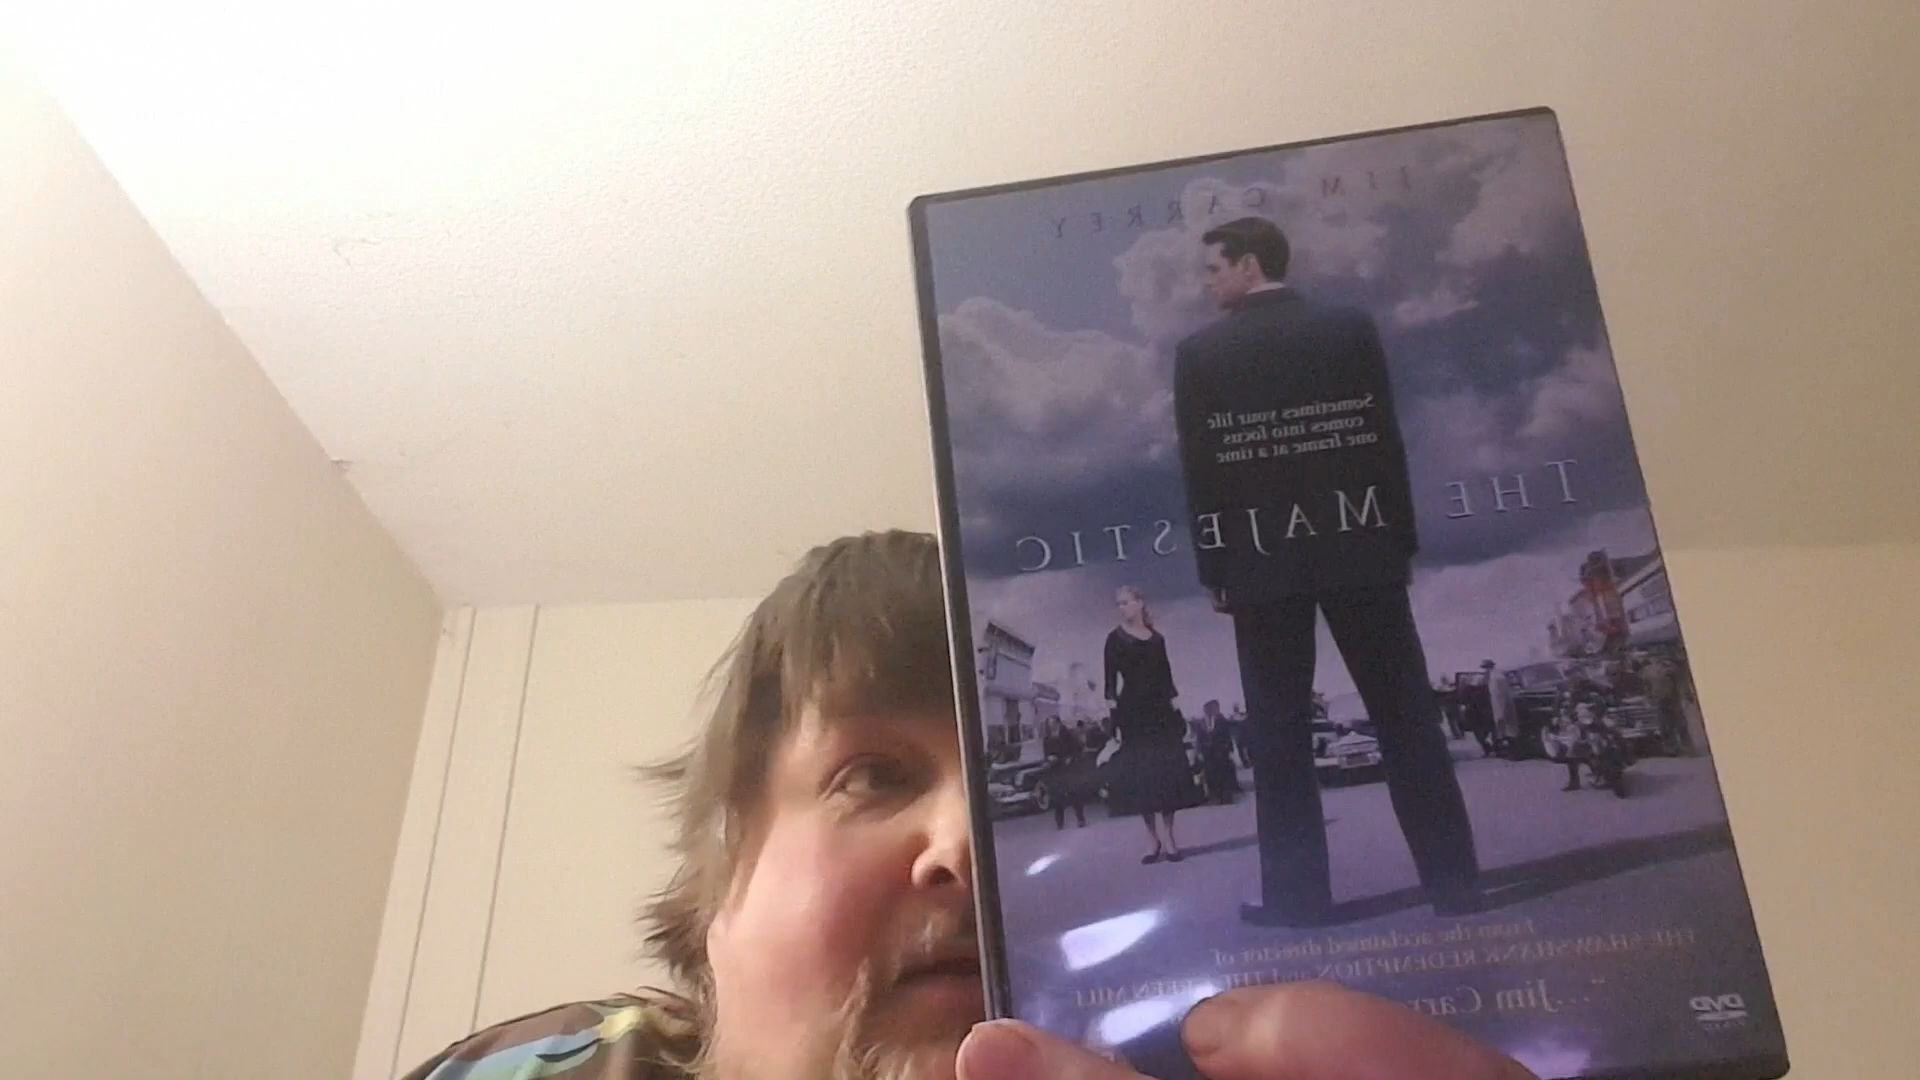 JIM CARREY
Sometimes your life
comes into focus
one frame at a time
THE MAJESTIC
From the acclaimed director of
THE SHAWSHANK REDEMPTION and THE GREEN MILE
"...Jim
DVD